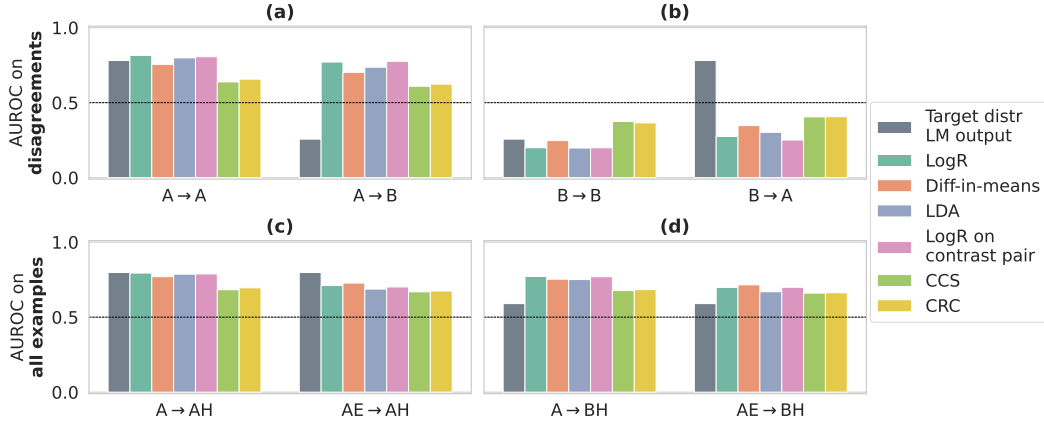 (a)
(b)
AUROC on
disagreements
1.0
0.5
0.0
A→A
A→B
B→B
B→A
(c)
(d)
AUROC on
all examples
1.0
0.5
0.0
A→AH
AE→AH
A→BH
AE→BH
Target distr
LM output
LogR
Diff-in-means
LDA
LogR on
contrast pair
CCS
CRC